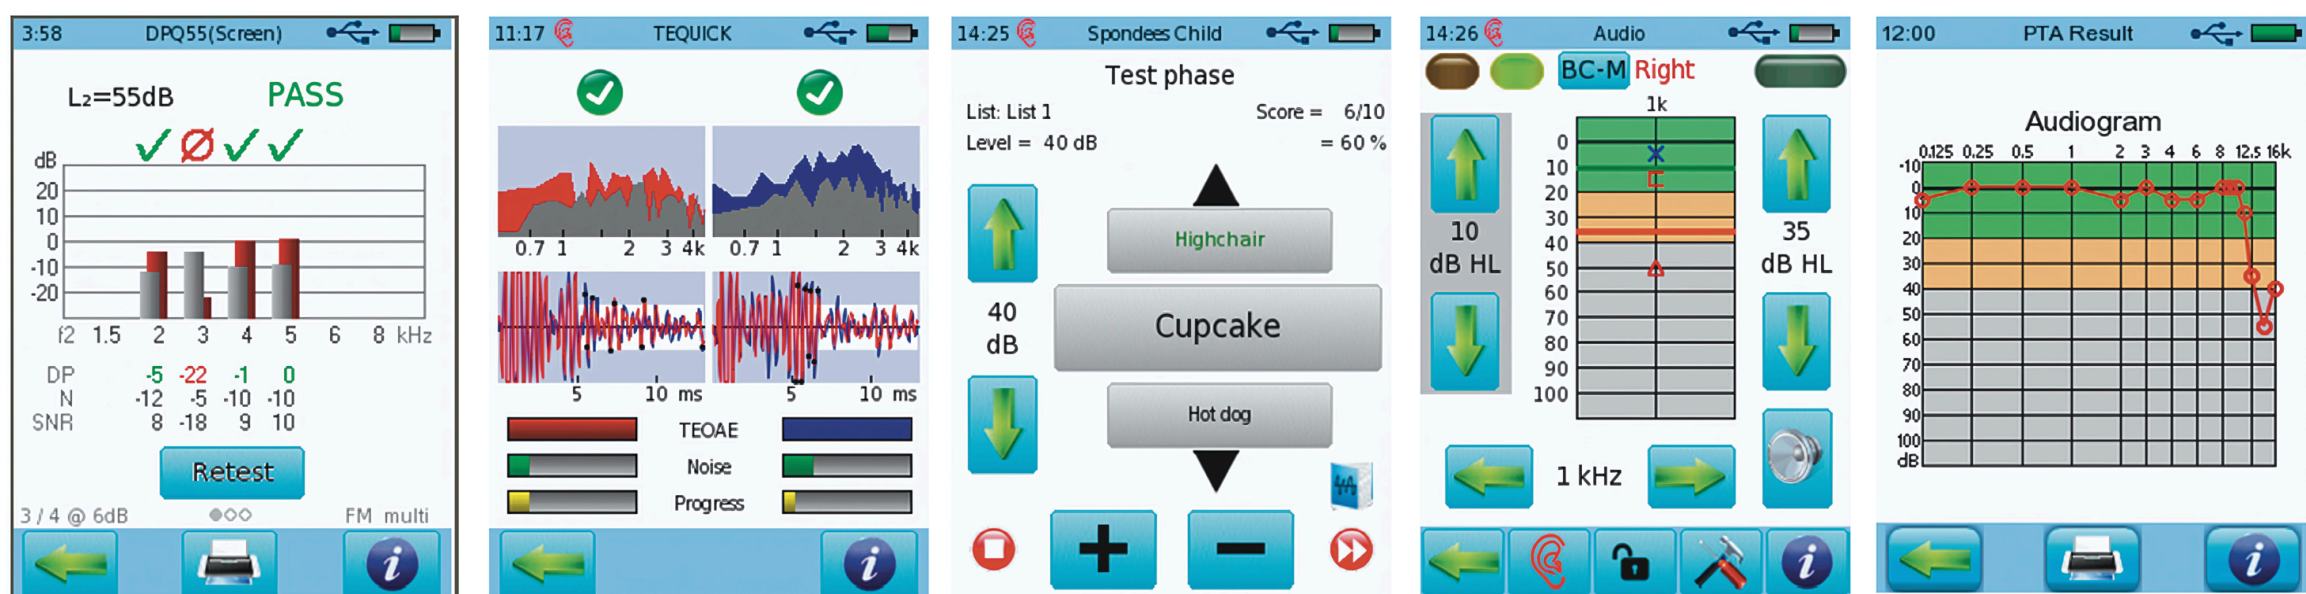 3:58 DPQ55(Screen)
L₂=55dB PASS
dB
20
10
0
-10
-20
f2 1.5 2 3 4 5 6 8 kHz
DP -5 -22 -1 0
N -12 -5 -10 -10
SNR 8 -18 9 10
Retest
3 / 4 @ 6dB FM multi
11:17 TEQUICK
0.7 1 2 3 4k 0.7 1 2 3 4k
5 10 ms 5 10 ms
TEOAE
Noise
Progress
14:25 Spondees Child
Test phase
List: List 1 Score = 6/10
Level = 40 dB = 60 %
Highchair
40
dB
Cupcake
Hot dog
14:26 Audio
BC-M Right
1k
0
10
20
30
40
50
60
70
80
90
100
10
dB HL
35
dB HL
1 kHz
12:00 PTA Result
Audiogram
0.125 0.25 0.5 1 2 3 4 6 8 12.5 16k
-10
0
10
20
30
40
50
60
70
80
90
100
dB